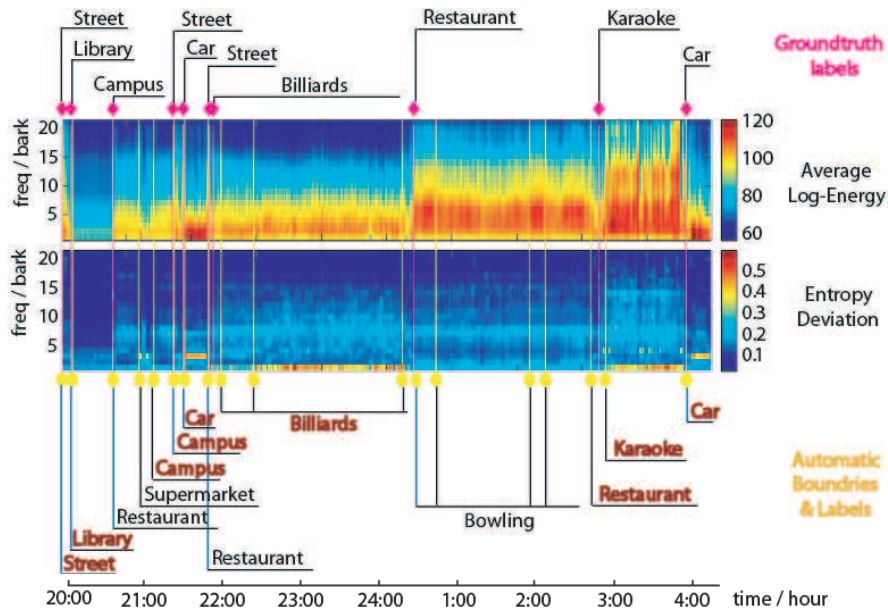 Street
Street
Restaurant
Karaoke
Groundtruth
labels
Library
Car
Street
Car
Campus
Billiards
freq / bark
20
15
10
5
120
100
80
60
Average
Log-Energy
freq / bark
20
15
10
5
0.5
0.4
0.3
0.2
0.1
Entropy
Deviation
Car
Billiards
Car
Campus
Karaoke
Campus
Automatic
Boundries
& Labels
Supermarket
Restaurant
Restaurant
Bowling
Library
Street
Restaurant
20:00 21:00 22:00 23:00 24:00 1:00 2:00 3:00 4:00 time / hour